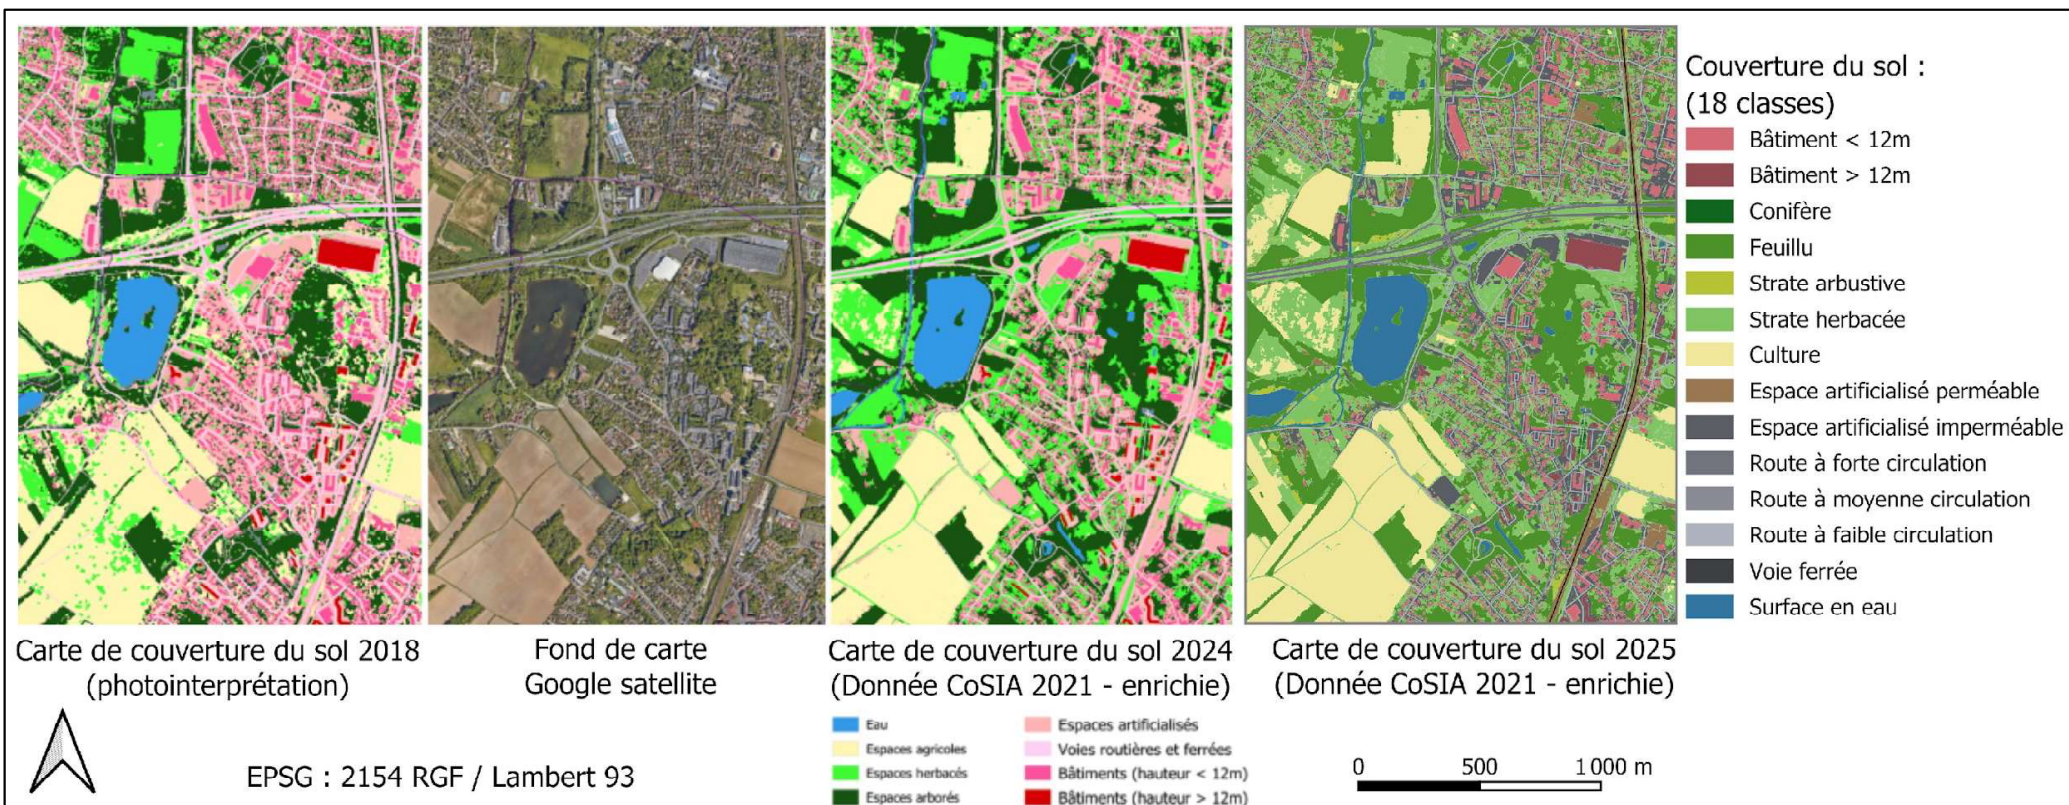 Couverture du sol :
(18 classes)
Bâtiment < 12m
Bâtiment > 12m
Conifère
Feuillu
Strate arbustive
Strate herbacée
Culture
Espace artificialisé perméable
Espace artificialisé imperméable
Route à forte circulation
Route à moyenne circulation
Route à faible circulation
Voie ferrée
Surface en eau
Carte de couverture du sol 2018
(photointerprétation)
Fond de carte
Google satellite
Carte de couverture du sol 2024
(Donnée CoSIA 2021 - enrichie)
Carte de couverture du sol 2025
(Donnée CoSIA 2021 - enrichie)
Eau
Espaces agricoles
Espaces herbacés
Espaces arborés
Espaces artificialisés
Voies routières et ferrées
Bâtiments (hauteur < 12m)
Bâtiments (hauteur > 12m)
EPSG : 2154 RGF / Lambert 93
0 500 1 000 m